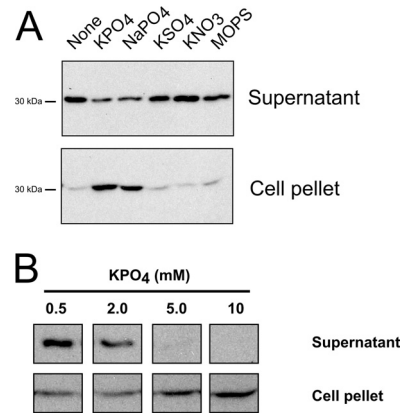 A
None KPO4 NaPO4 KSO4 KNO3 MOPS
30 kDa
Supernatant
30 kDa
Cell pellet
B
KPO4 (mM)
0.5 2.0 5.0 10
Supernatant
Cell pellet